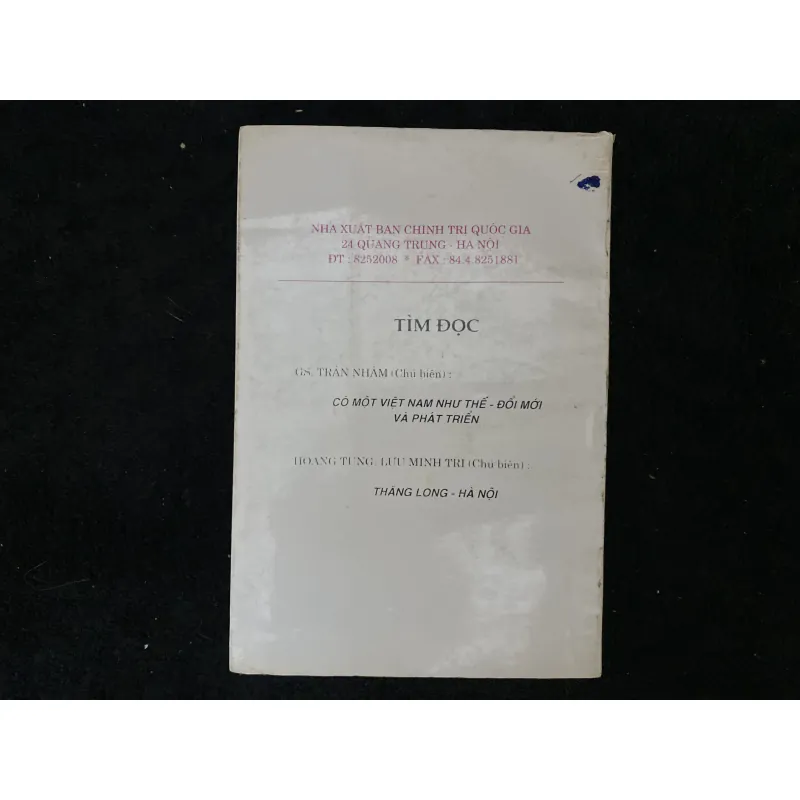 NHÀ XUẤT BẢN CHÍNH TRỊ QUỐC GIA
24 QUANG TRUNG - HÀ NỘI
ĐT : 8252008 * FAX : 84.4.8251881
TÌM ĐỌC
GS. TRẦN NHÂM (Chủ biên) :
CÓ MỘT VIỆT NAM NHƯ THẾ - ĐỔI MỚI
VÀ PHÁT TRIỂN
HOÀNG TÙNG, LƯU MINH TRỊ (Chủ biên) :
THĂNG LONG - HÀ NỘI